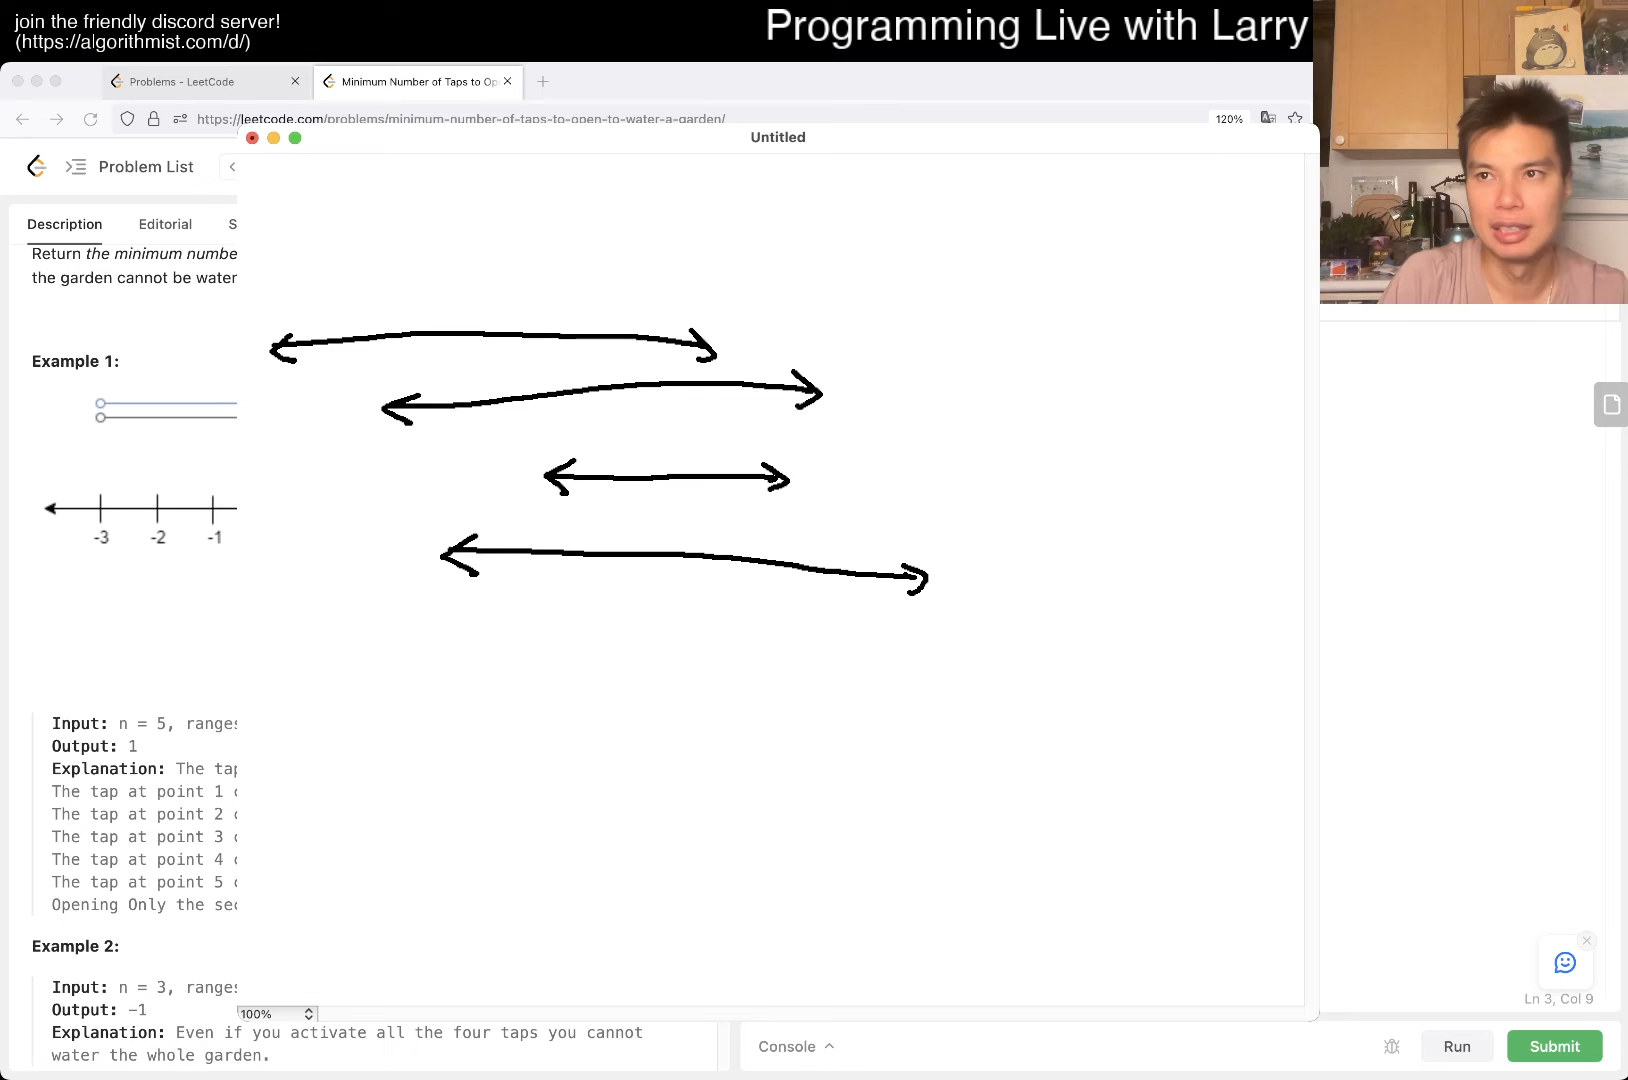 join the friendly discord server!
(https://algorithmist.com/d/)
Programming Live with Larry
Problems - LeetCode
Minimum Number of Taps to Op
https://leetcode.com/problems/minimum-number-of-taps-to-open-to-water-a-garden/
120%
Untitled
Problem List
Description
Editorial
S
Return the minimum numbe
the garden cannot be water
Example 1:
-3
-2
-1
Input: n = 5, ranges
Output: 1
Explanation: The tap
The tap at point 1 c
The tap at point 2 c
The tap at point 3 c
The tap at point 4 c
The tap at point 5 c
Opening Only the sec
Example 2:
Input: n = 3, ranges
Output: -1
100%
Explanation: Even if you activate all the four taps you cannot
water the whole garden.
Ln 3, Col 9
Console
Run
Submit